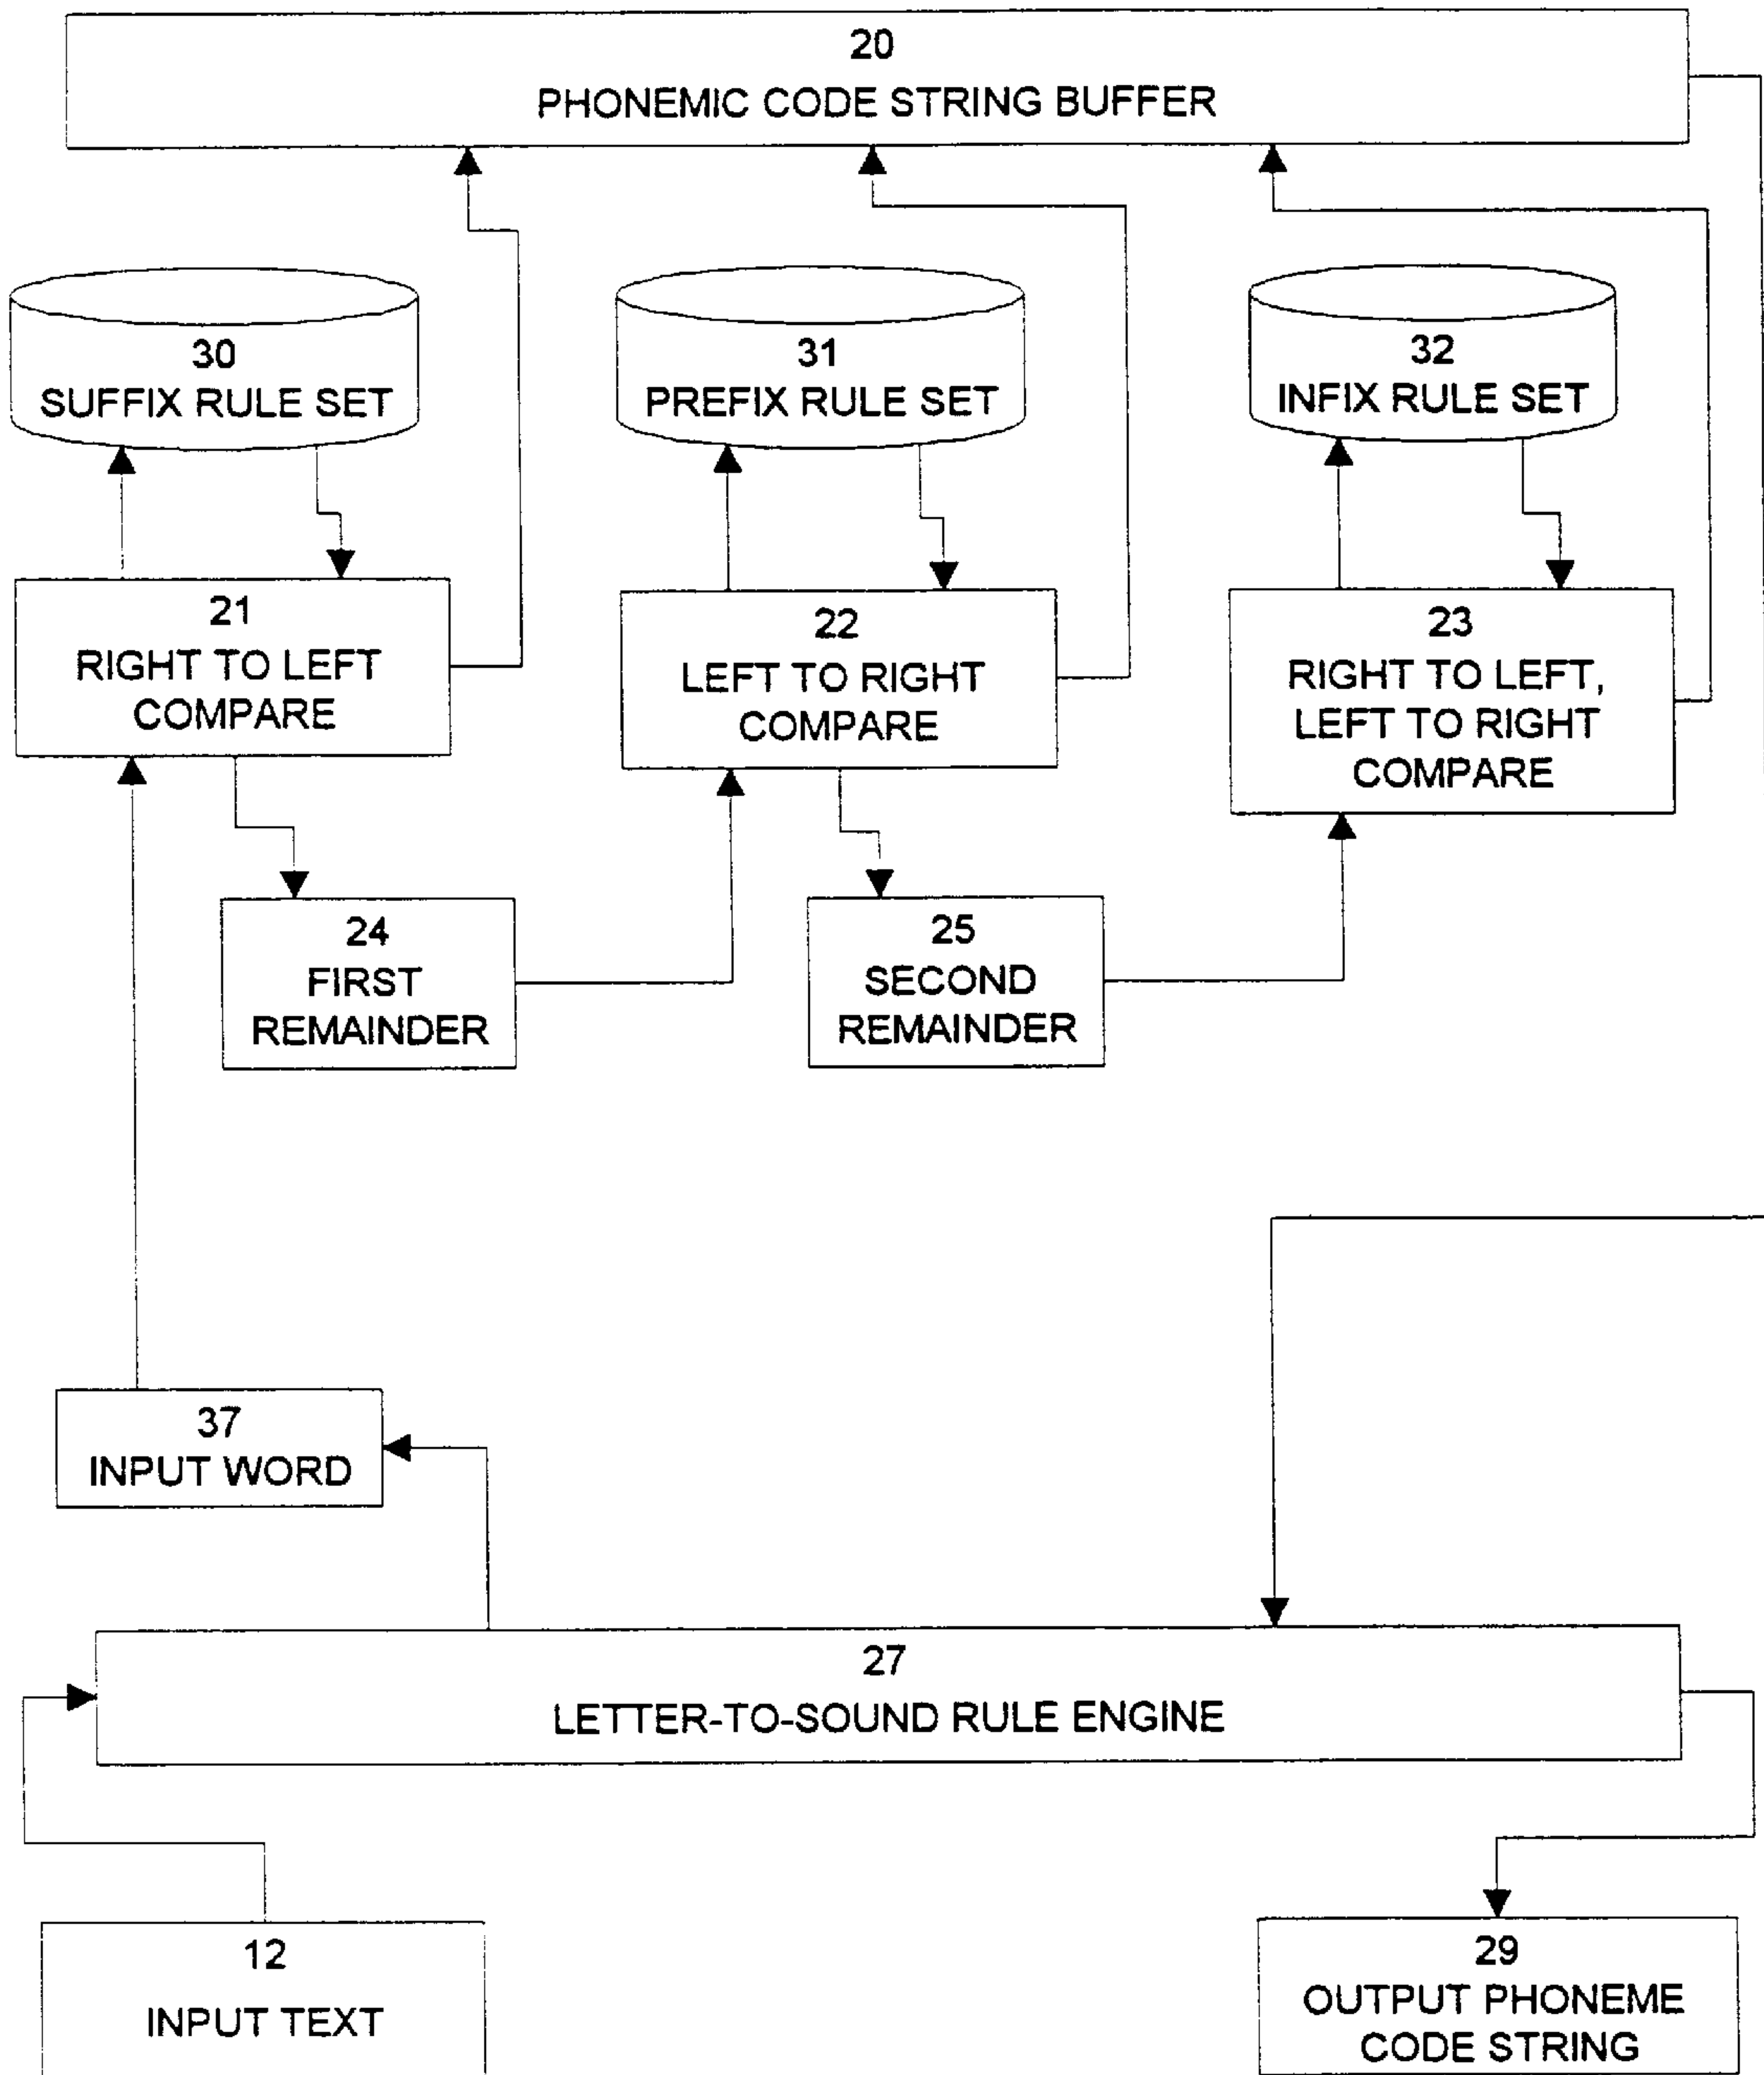 20
PHONEMIC CODE STRING BUFFER
30
SUFFIX RULE SET
31
PREFIX RULE SET
32
INFIX RULE SET
21
RIGHT TO LEFT
COMPARE
22
LEFT TO RIGHT
COMPARE
23
RIGHT TO LEFT,
LEFT TO RIGHT
COMPARE
24
FIRST
REMAINDER
25
SECOND
REMAINDER
37
INPUT WORD
27
LETTER-TO-SOUND RULE ENGINE
12
INPUT TEXT
29
OUTPUT PHONEME
CODE STRING